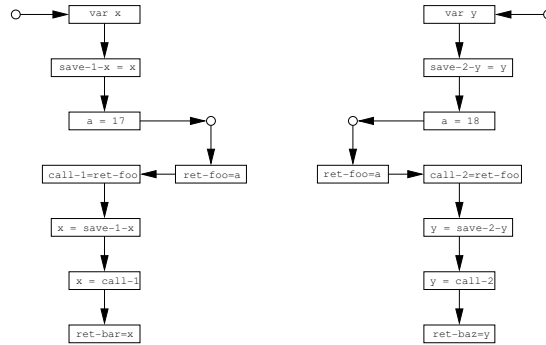 var x
save-1-x = x
a = 17
ret-foo=a
call-1=ret-foo
x = save-1-x
x = call-1
ret-bar=x
var y
save-2-y = y
a = 18
ret-foo=a
call-2=ret-foo
y = save-2-y
y = call-2
ret-baz=y